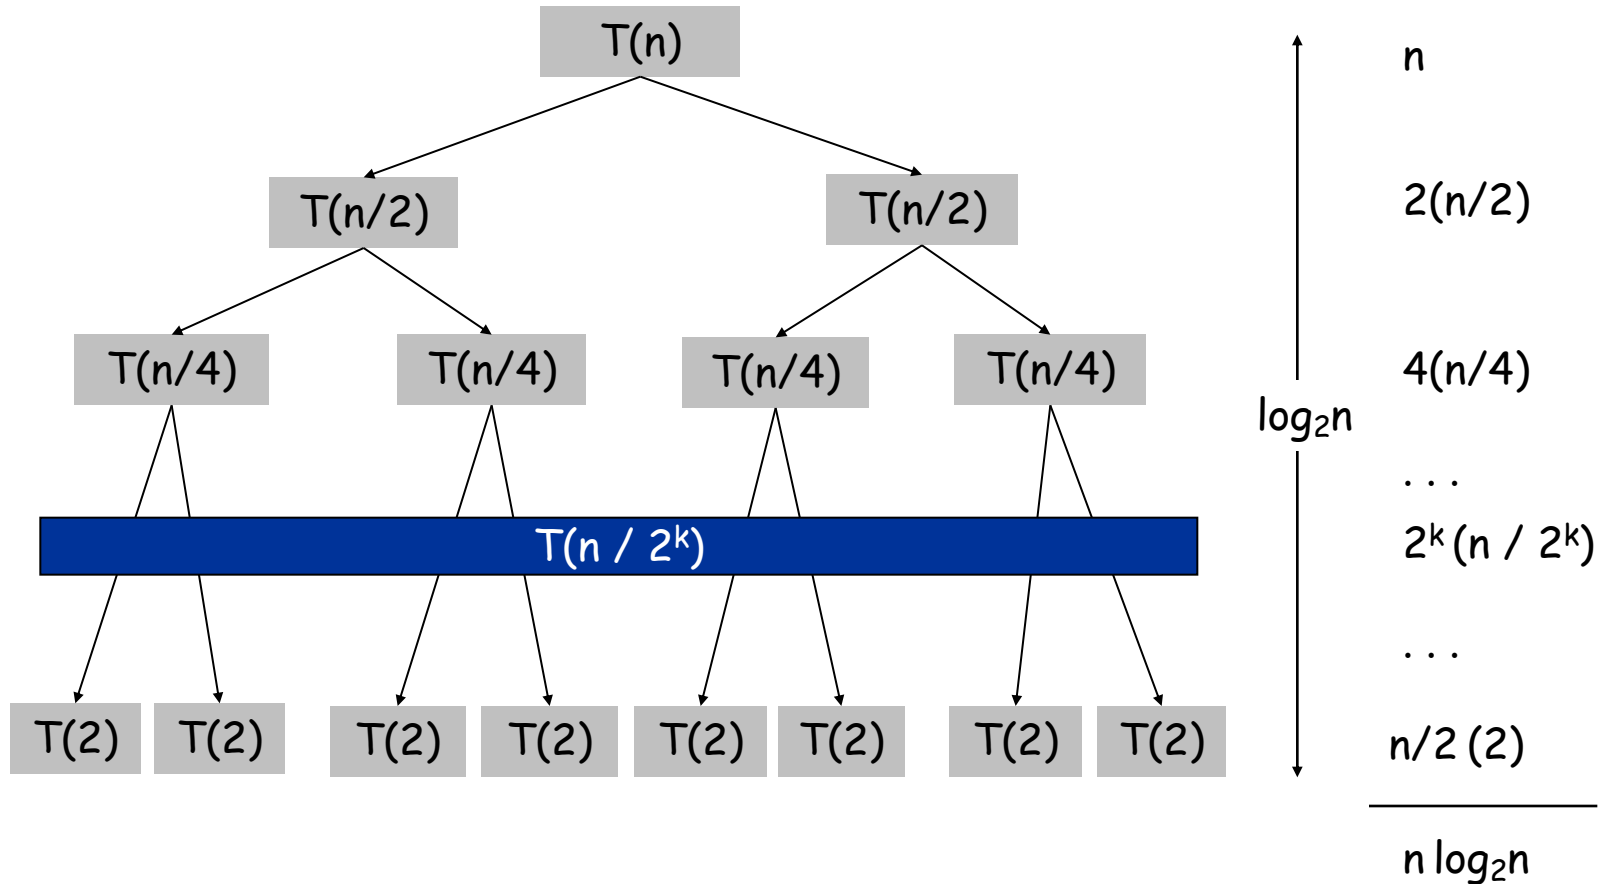 T(n)
n
T(n/2) T(n/2)
2(n/2)
T(n/4) T(n/4) T(n/4) T(n/4)
4(n/4)
log₂n
. . .
T(n / 2ᵏ)
2ᵏ (n / 2ᵏ)
. . .
T(2) T(2) T(2) T(2) T(2) T(2) T(2) T(2)
n/2 (2)
n log₂n